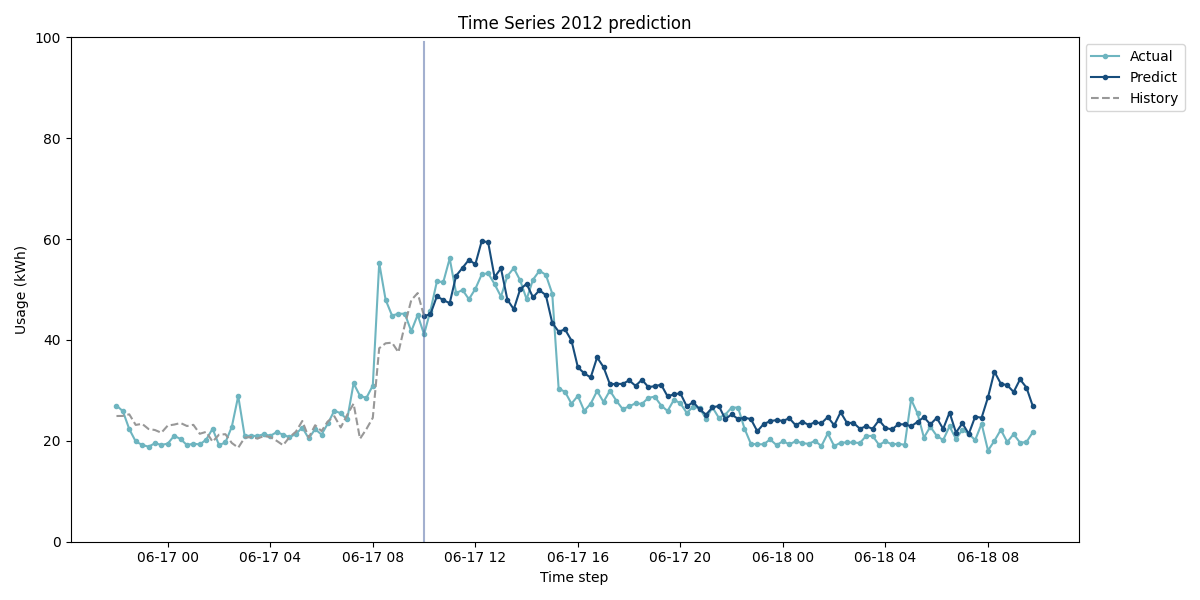 Time Series 2012 prediction
100
80
60
40
20
0
Usage (kWh)
06-17 00
06-17 04
06-17 08
06-17 12
06-17 16
06-17 20
06-18 00
06-18 04
06-18 08
Time step
Actual
Predict
History